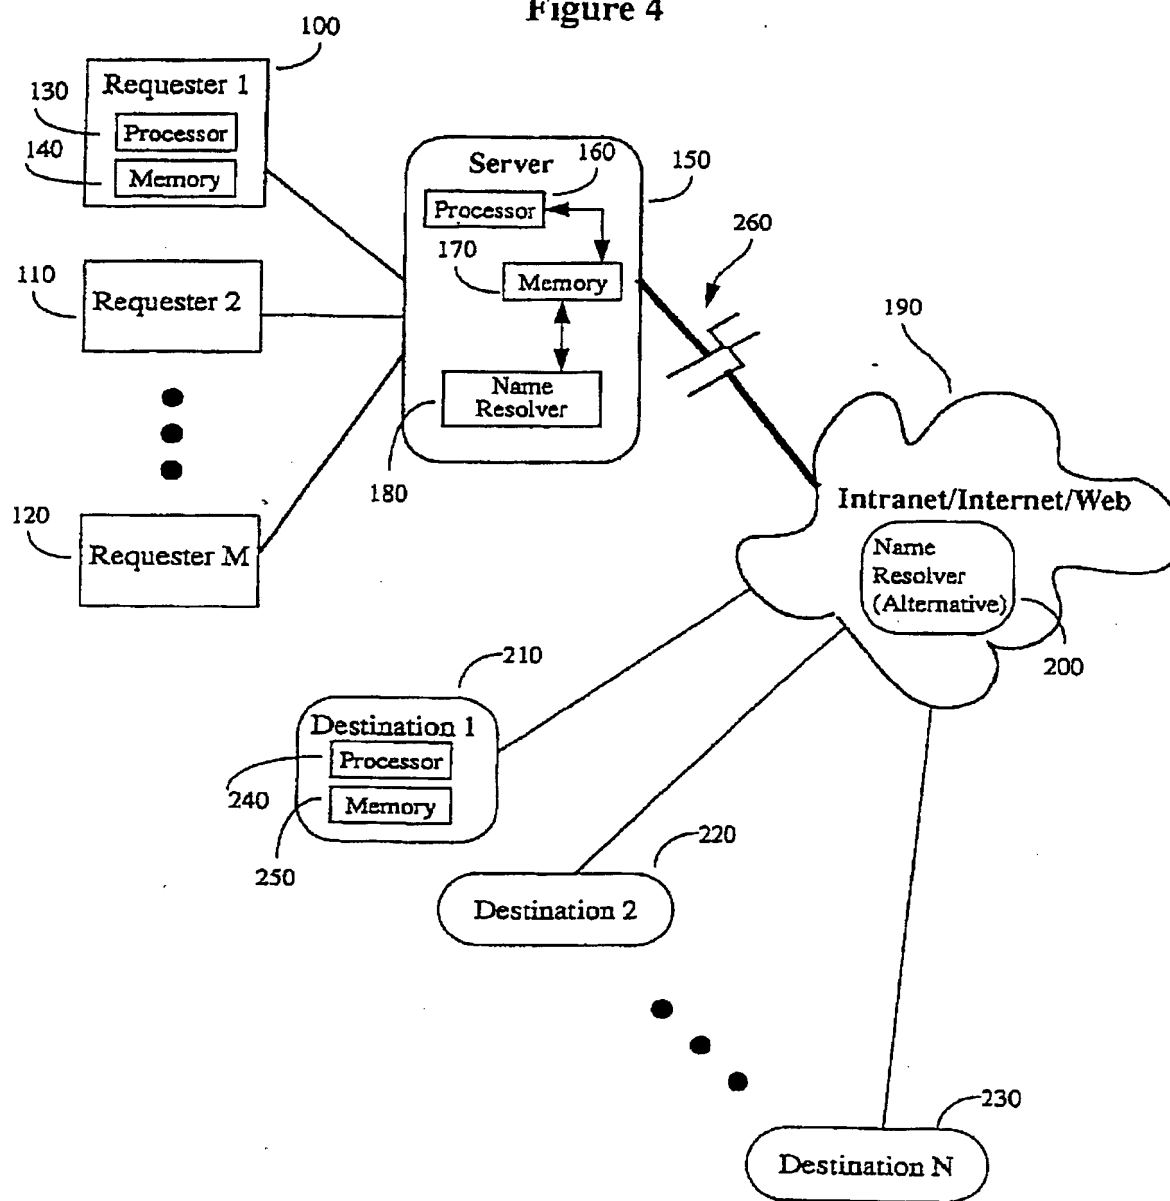 Figure 4
100
Requester 1
130
Processor
140
Memory
110
Requester 2
120
Requester M
Server
160
150
Processor
170
Memory
Name
Resolver
180
260
190
Intranet/Internet/Web
Name
Resolver
(Alternative)
200
210
Destination 1
Processor
240
Memory
250
220
Destination 2
230
Destination N